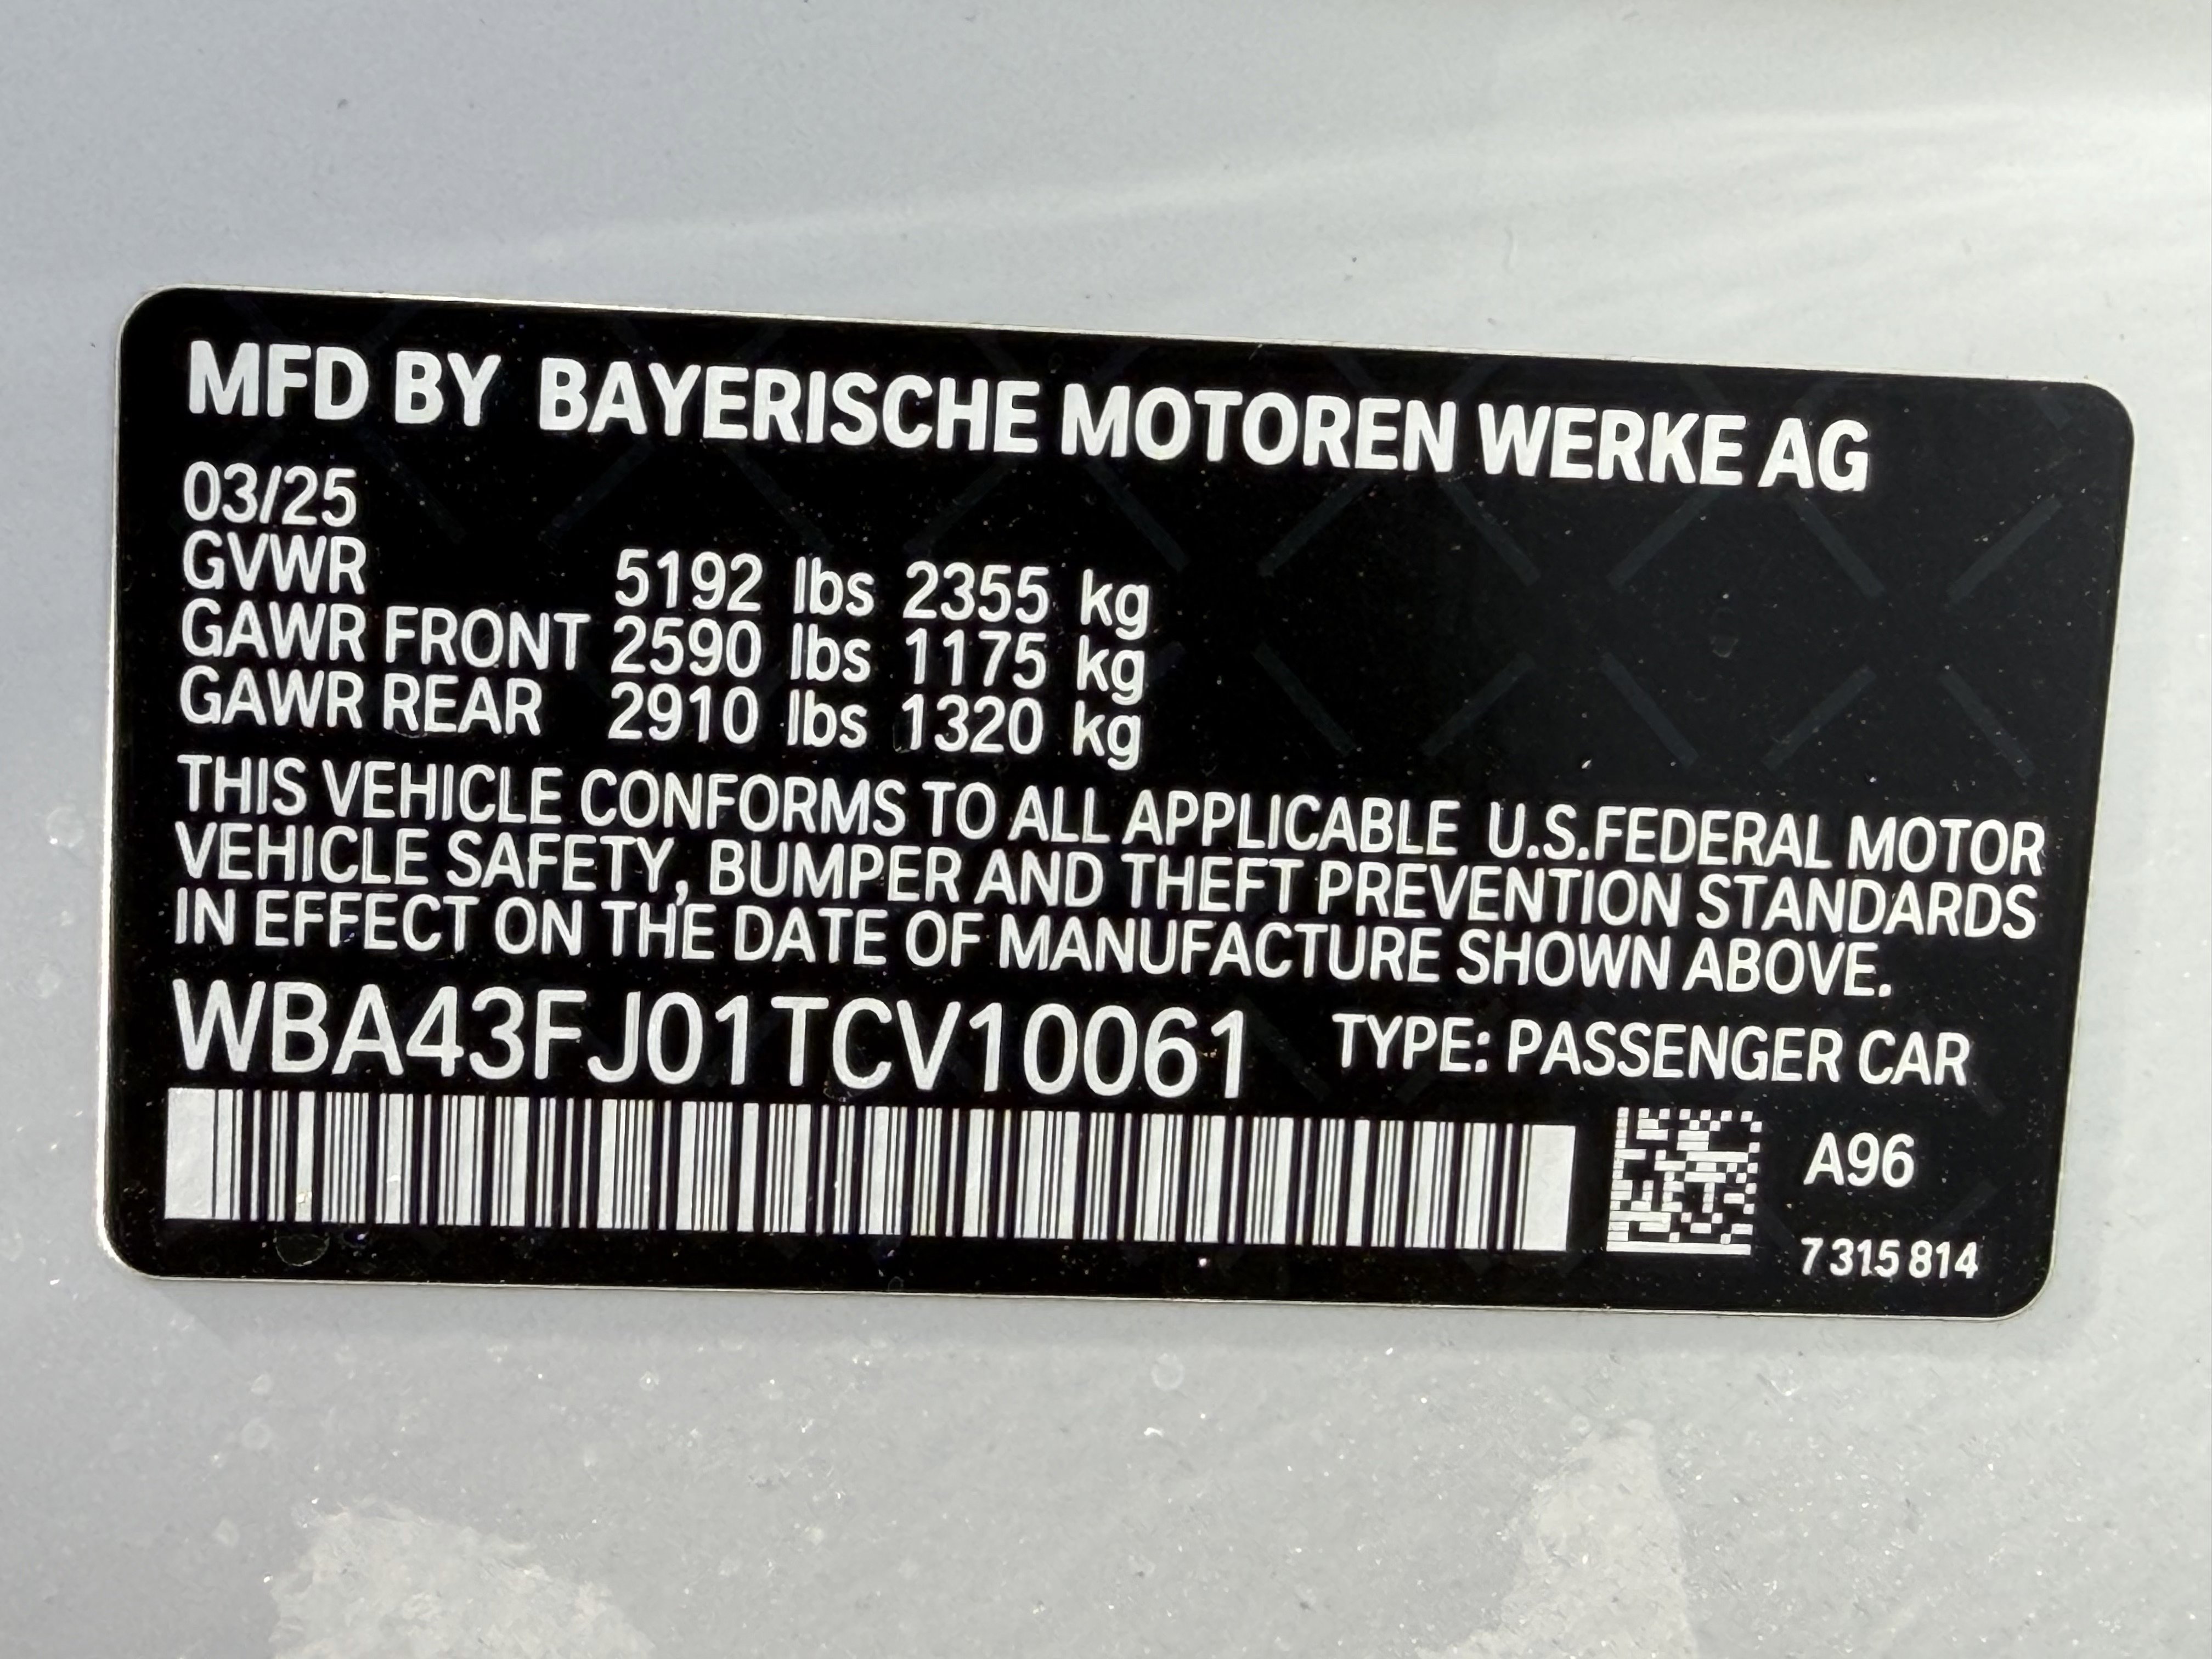 MFD BY BAYERISCHE MOTOREN WERKE AG
03/25
GVWR 5192 lbs 2355 kg
GAWR FRONT 2590 lbs 1175 kg
GAWR REAR 2910 lbs 1320 kg
THIS VEHICLE CONFORMS TO ALL APPLICABLE U.S.FEDERAL MOTOR
VEHICLE SAFETY, BUMPER AND THEFT PREVENTION STANDARDS
IN EFFECT ON THE DATE OF MANUFACTURE SHOWN ABOVE.
WBA43FJ01TCV10061 TYPE: PASSENGER CAR
A96
7 315 814